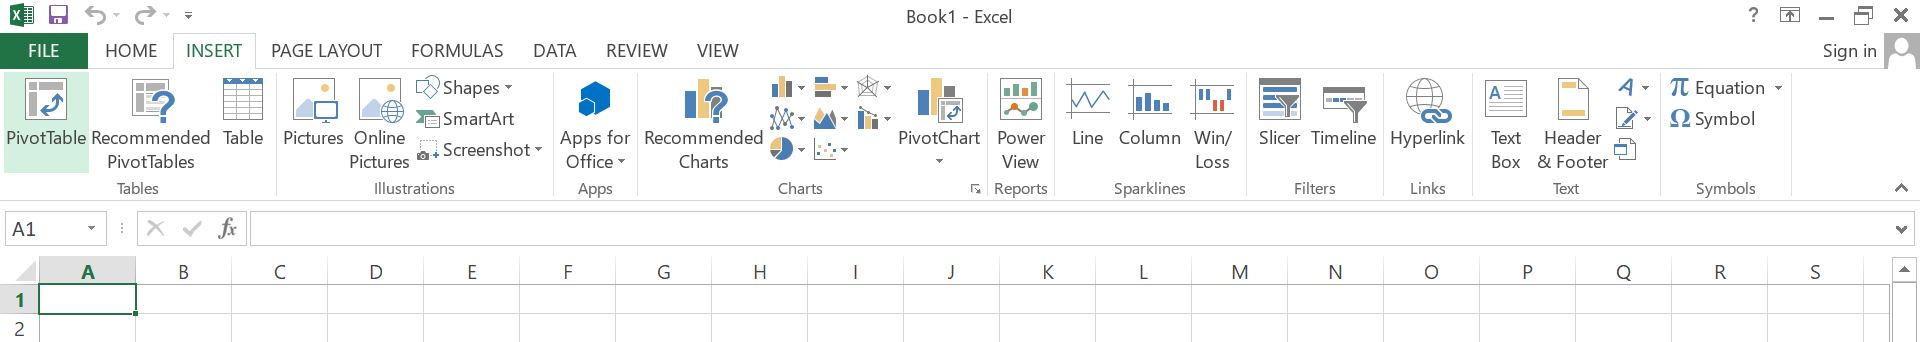 Book1 - Excel
?
FILE HOME INSERT PAGE LAYOUT FORMULAS DATA REVIEW VIEW
Sign in
PivotTable
Recommended
PivotTables
Table
Tables
Pictures
Online
Pictures
Shapes
SmartArt
Screenshot
Illustrations
Apps for
Office
Apps
Recommended
Charts
PivotChart
Charts
Power
View
Reports
Line
Column
Win/
Loss
Sparklines
Slicer
Timeline
Filters
Hyperlink
Links
Text
Box
Header
& Footer
Text
π Equation
Ω Symbol
Symbols
A1
fx
A B C D E F G H I J K L M N O P Q R S
1
2